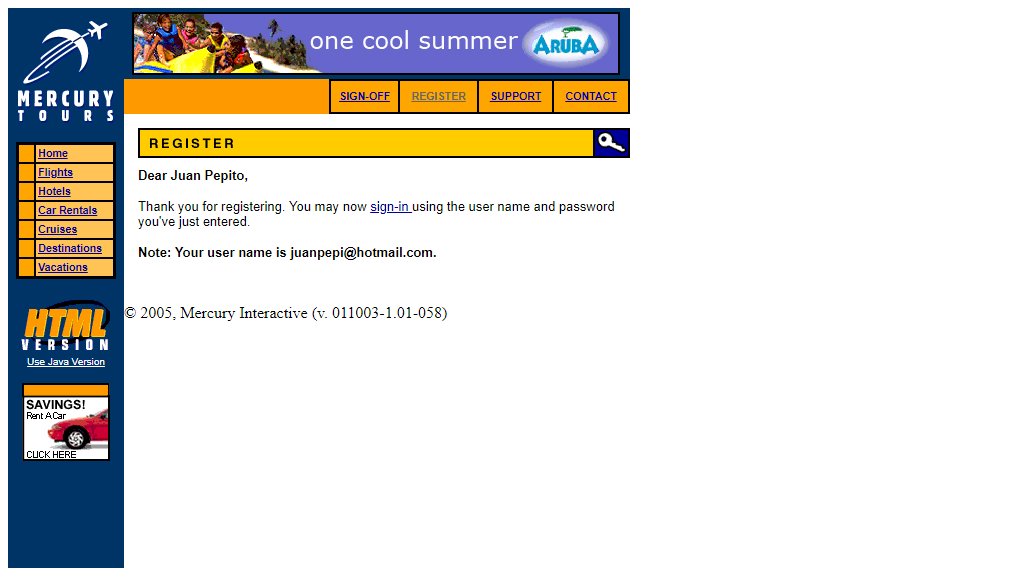 one cool summer ARUBA
MERCURY
TOURS
SIGN-OFF REGISTER SUPPORT CONTACT
REGISTER
Home
Flights
Hotels
Car Rentals
Cruises
Destinations
Vacations
Dear Juan Pepito,
Thank you for registering. You may now sign-in using the user name and password
you've just entered.
Note: Your user name is juanpepi@hotmail.com.
© 2005, Mercury Interactive (v. 011003-1.01-058)
HTML
VERSION
Use Java Version
SAVINGS!
Rent A Car
CLICK HERE